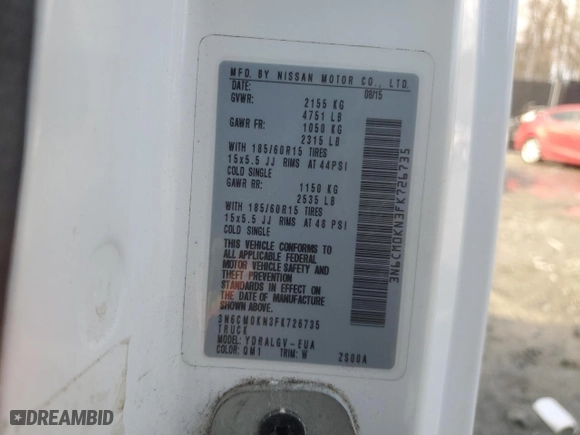 MFD. BY NISSAN MOTOR CO., LTD.
DATE: 08/15
GVWR: 2155 KG
4751 LB
GAWR FR: 1050 KG
2315 LB
WITH 185/60R15 TIRES
15x5.5 JJ RIMS AT 44PSI
COLD SINGLE
GAWR RR: 1150 KG
2535 LB
WITH 185/60R15 TIRES
15x5.5 JJ RIMS AT 48 PSI
COLD SINGLE
THIS VEHICLE CONFORMS TO
ALL APPLICABLE FEDERAL
MOTOR VEHICLE SAFETY AND
THEFT PREVENTION
STANDARDS IN EFFECT ON
THE DATE OF MANUFACTURE
SHOWN ABOVE.
3N6CM0KN3FK726735
TRUCK
MODEL: YDRALGV-EUA
COLOR: QM1 TRIM: W 2S00A
3N6CM0KN3FK726735
DREAMBID